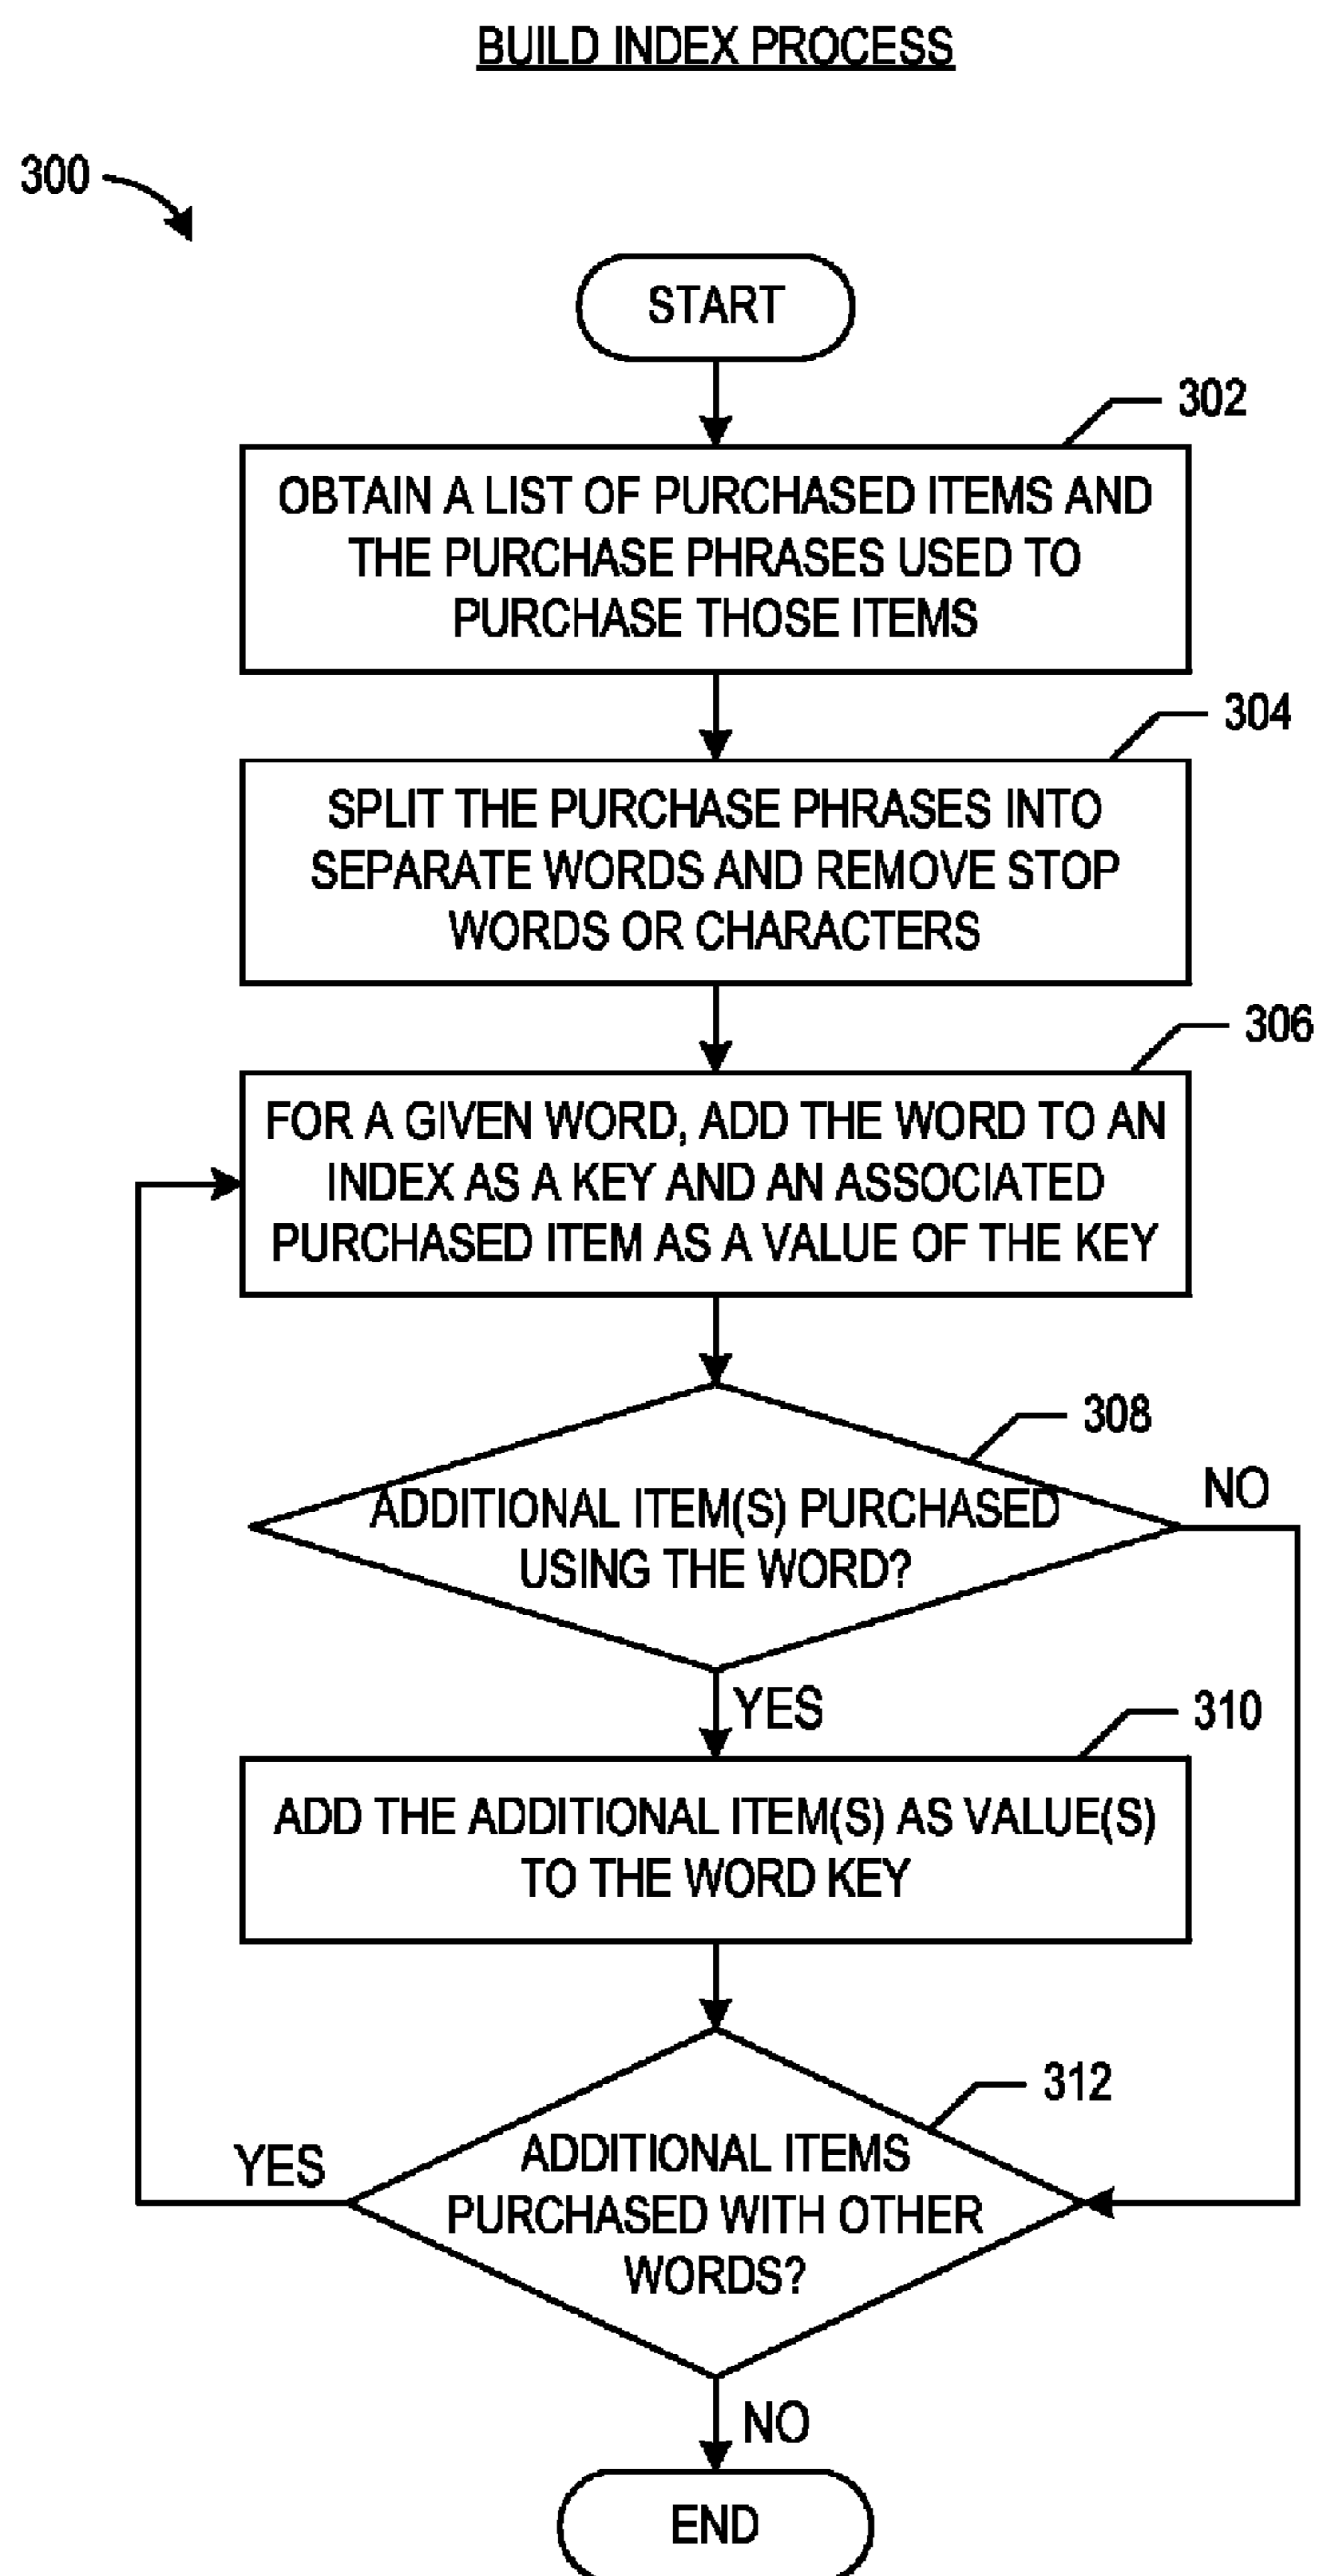 BUILD INDEX PROCESS
300
START
302
OBTAIN A LIST OF PURCHASED ITEMS AND
THE PURCHASE PHRASES USED TO
PURCHASE THOSE ITEMS
304
SPLIT THE PURCHASE PHRASES INTO
SEPARATE WORDS AND REMOVE STOP
WORDS OR CHARACTERS
306
FOR A GIVEN WORD, ADD THE WORD TO AN
INDEX AS A KEY AND AN ASSOCIATED
PURCHASED ITEM AS A VALUE OF THE KEY
308
NO
ADDITIONAL ITEM(S) PURCHASED
USING THE WORD?
YES
310
ADD THE ADDITIONAL ITEM(S) AS VALUE(S)
TO THE WORD KEY
312
YES
ADDITIONAL ITEMS
PURCHASED WITH OTHER
WORDS?
NO
END